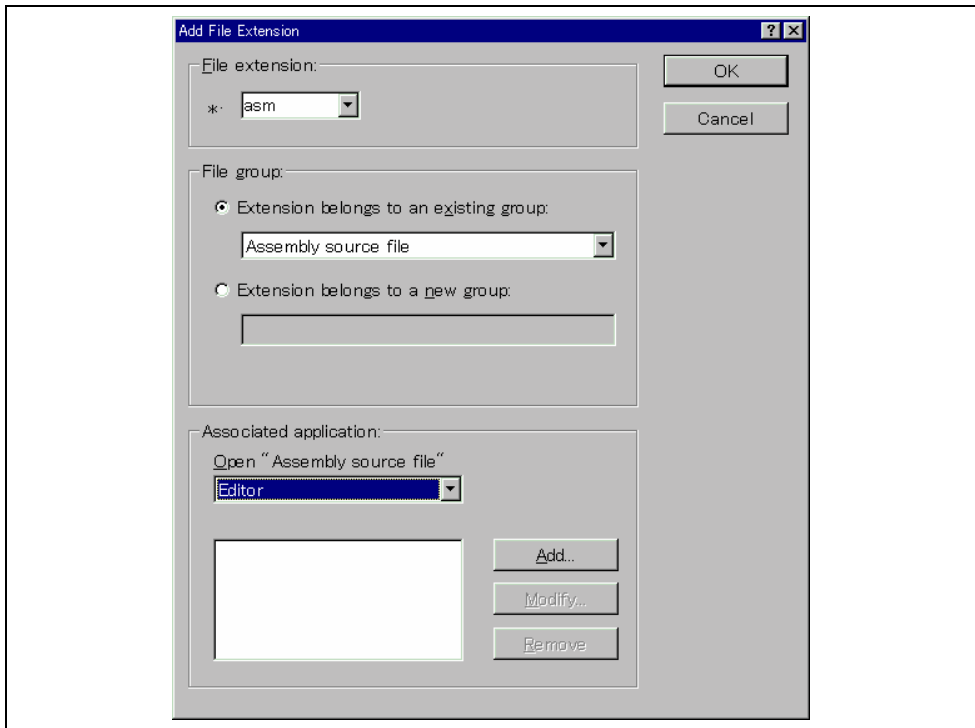 Add File Extension
File extension:
OK
*. asm
Cancel
File group:
Extension belongs to an existing group:
Assembly source file
Extension belongs to a new group:
Associated application:
Open "Assembly source file"
Editor
Add...
Modify...
Remove